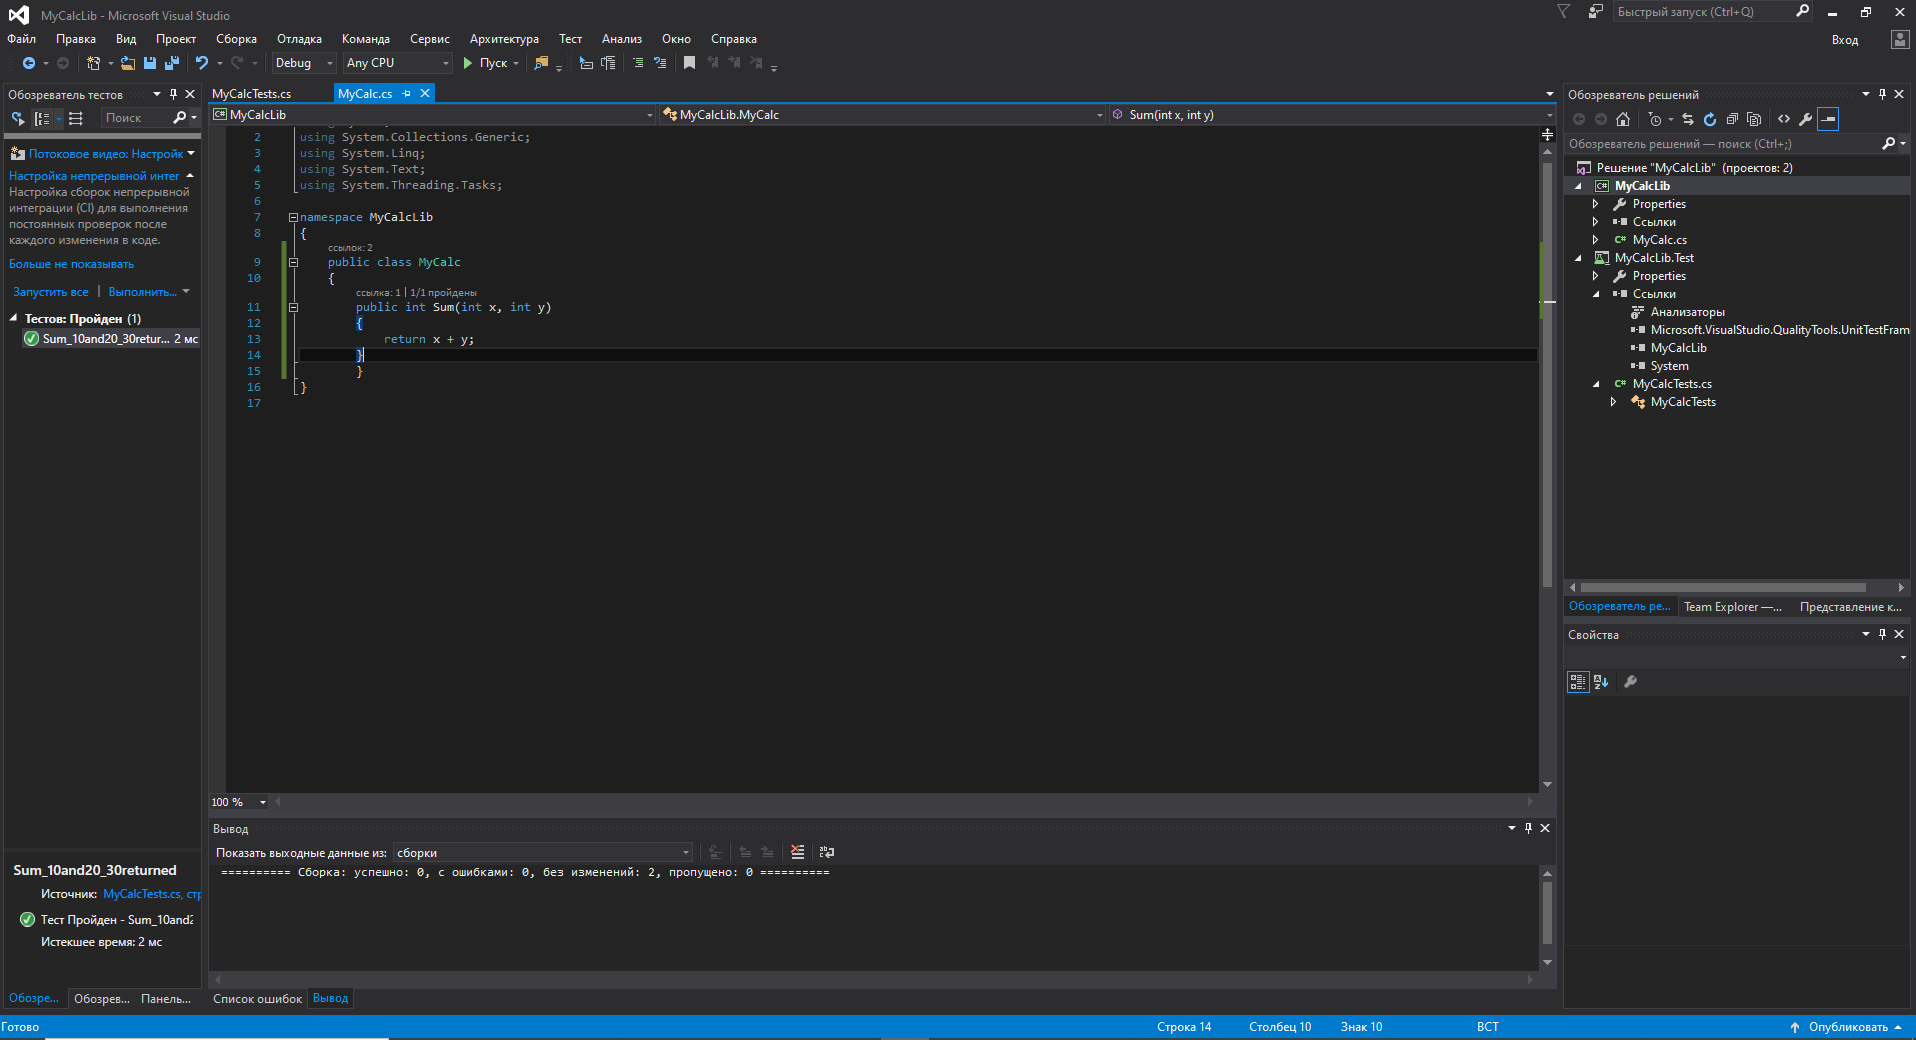 MyCalcLib - Microsoft Visual Studio
Быстрый запуск (Ctrl+Q)
Файл Правка Вид Проект Сборка Отладка Команда Сервис Архитектура Тест Анализ Окно Справка
Вход
Debug Any CPU Пуск
Обозреватель тестов
Поиск
Потоковое видео: Настройк
Настройка непрерывной интег
Настройка сборок непрерывной
интеграции (CI) для выполнения
постоянных проверок после
каждого изменения в коде.
Больше не показывать
Запустить все | Выполнить...
Тестов: Пройден (1)
Sum_10and20_30retur... 2 мс
Sum_10and20_30returned
Источник: MyCalcTests.cs, стр
Тест Пройден - Sum_10and2
Истекшее время: 2 мс
Обозре... Обозрев... Панель...
MyCalcTests.cs MyCalc.cs
MyCalcLib MyCalcLib.MyCalc Sum(int x, int y)
2 using System.Collections.Generic;
3 using System.Linq;
4 using System.Text;
5 using System.Threading.Tasks;
6
7 namespace MyCalcLib
8 {
ссылок: 2
9 public class MyCalc
10 {
ссылка: 1 | 1/1 пройдены
11 public int Sum(int x, int y)
12 {
13 return x + y;
14 }
15 }
16 }
17
100 %
Вывод
Показать выходные данные из: сборки
========== Сборка: успешно: 0, с ошибками: 0, без изменений: 2, пропущено: 0 ==========
Список ошибок Вывод
Обозреватель решений
Обозреватель решений — поиск (Ctrl+;)
Решение "MyCalcLib" (проектов: 2)
MyCalcLib
Properties
Ссылки
MyCalc.cs
MyCalcLib.Test
Properties
Ссылки
Анализаторы
Microsoft.VisualStudio.QualityTools.UnitTestFram
MyCalcLib
System
MyCalcTests.cs
MyCalcTests
Обозреватель ре... Team Explorer —... Представление к...
Свойства
Готово Строка 14 Столбец 10 Знак 10 ВСТ Опубликовать